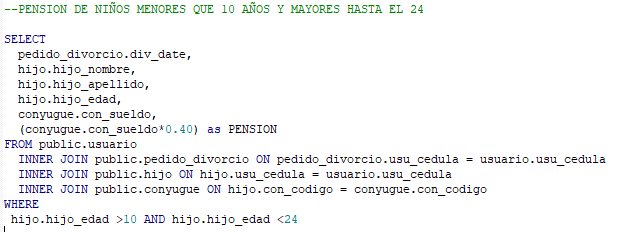 --PENSION DE NIÑOS MENORES QUE 10 AÑOS Y MAYORES HASTA EL 24
SELECT
pedido_divorcio.div_date,
hijo.hijo_nombre,
hijo.hijo_apellido,
hijo.hijo_edad,
conyugue.con_sueldo,
(conyugue.con_sueldo*0.40) as PENSION
FROM public.usuario
INNER JOIN public.pedido_divorcio ON pedido_divorcio.usu_cedula = usuario.usu_cedula
INNER JOIN public.hijo ON hijo.usu_cedula = usuario.usu_cedula
INNER JOIN public.conyugue ON hijo.con_codigo = conyugue.con_codigo
WHERE
hijo.hijo_edad >10 AND hijo.hijo_edad <24